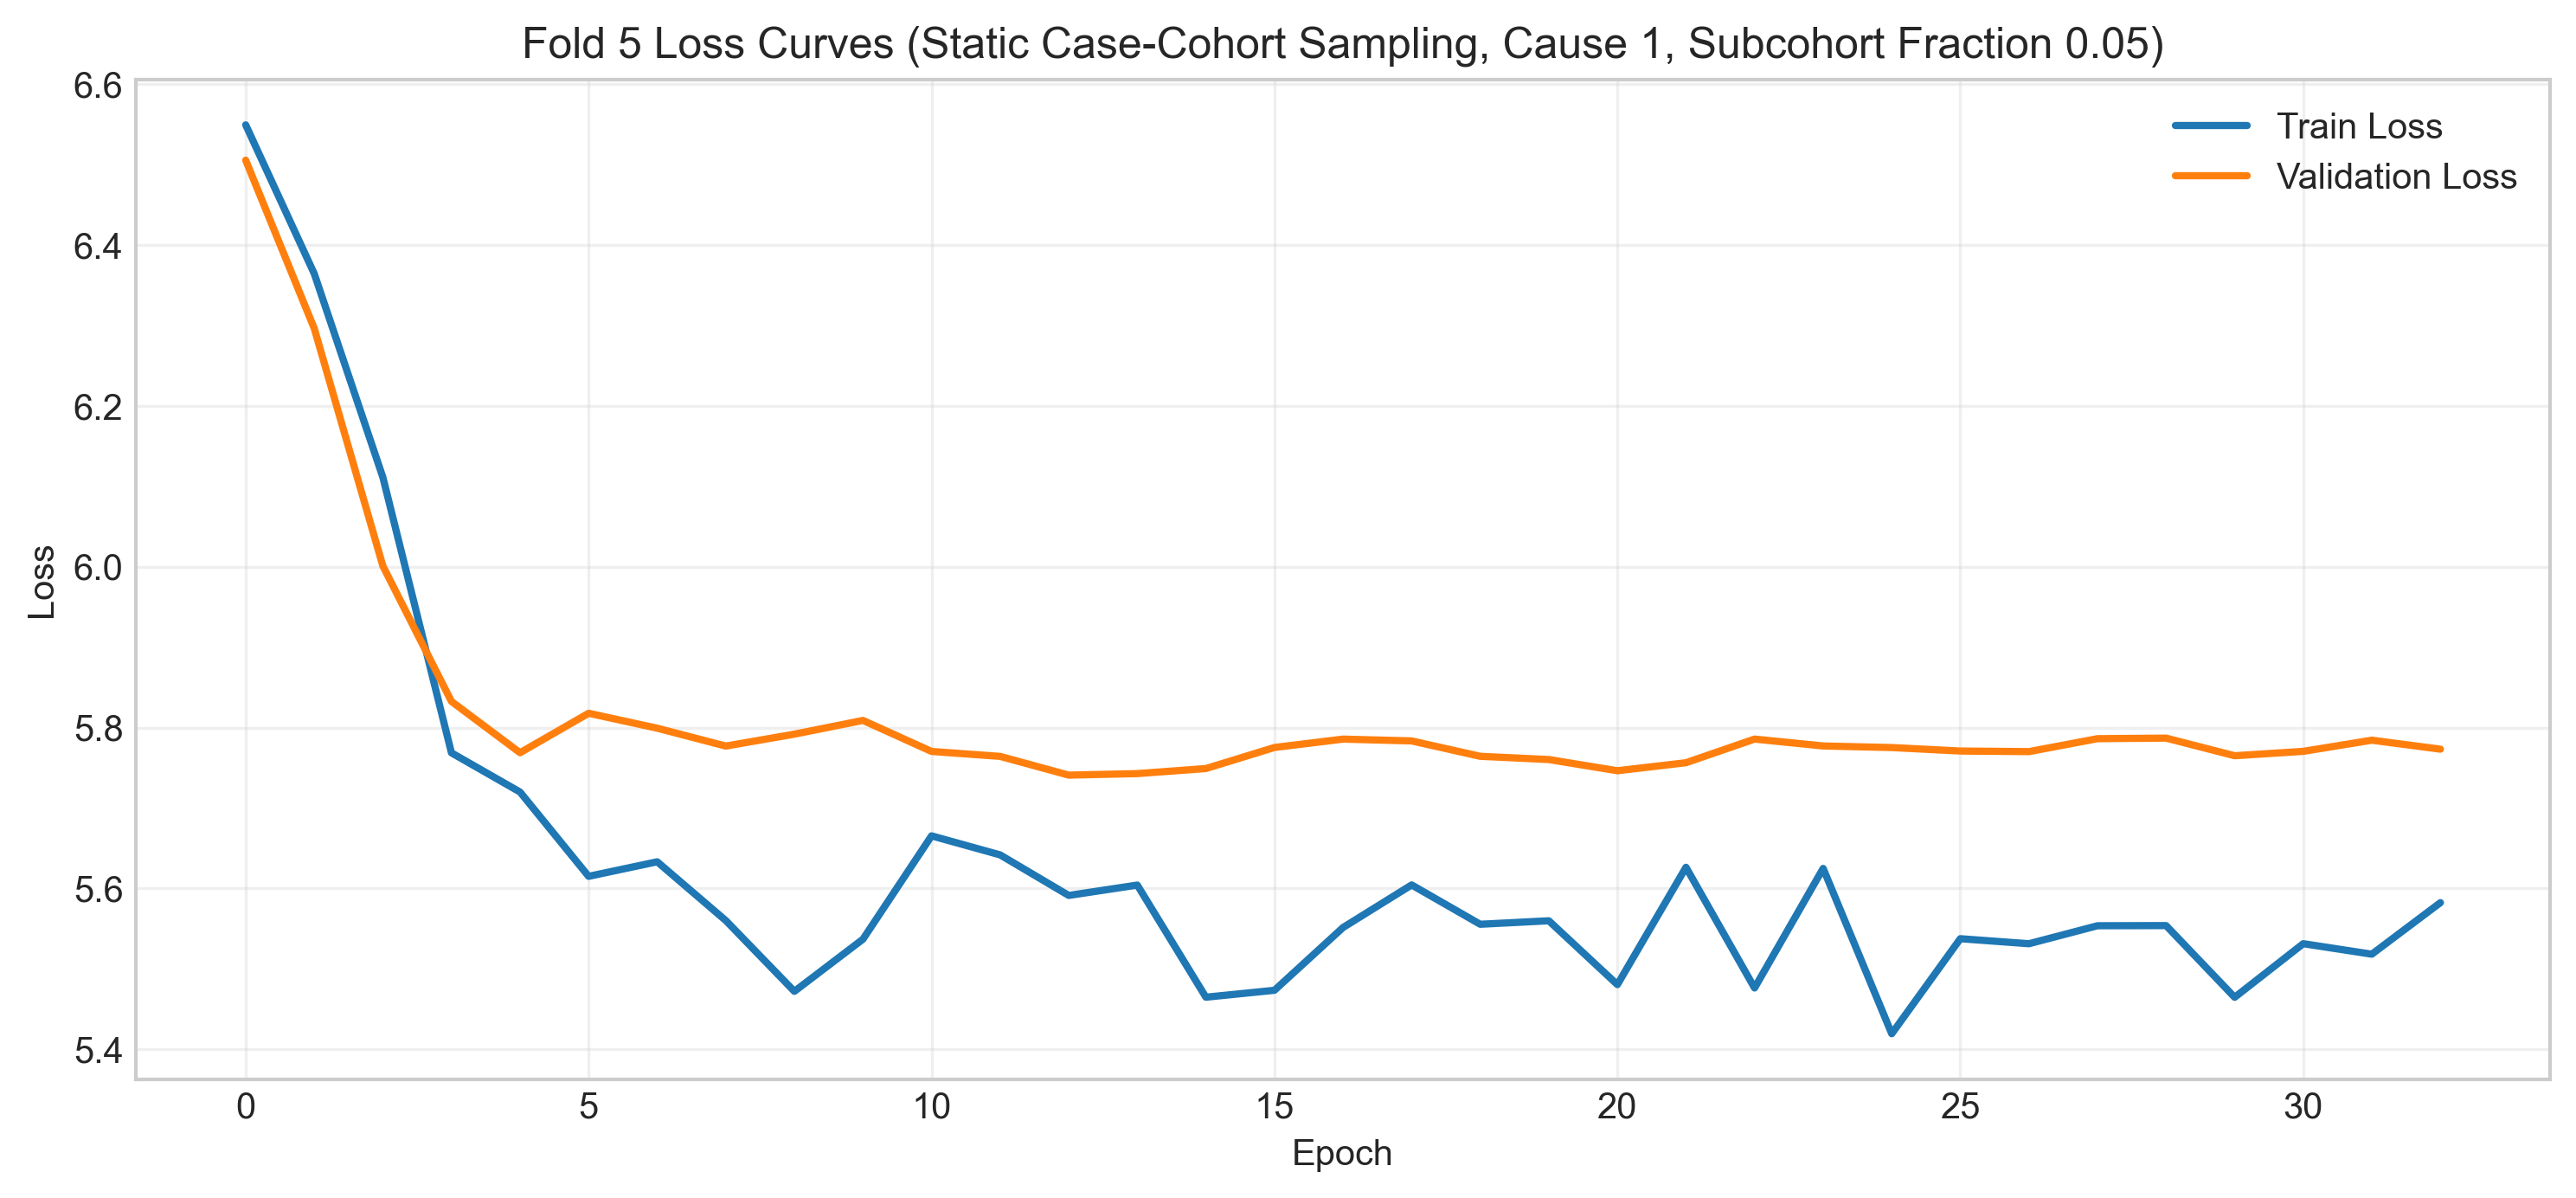 Fold 5 Loss Curves (Static Case-Cohort Sampling, Cause 1, Subcohort Fraction 0.05)
Train Loss
Validation Loss
Loss
6.6
6.4
6.2
6.0
5.8
5.6
5.4
0 5 10 15 20 25 30
Epoch